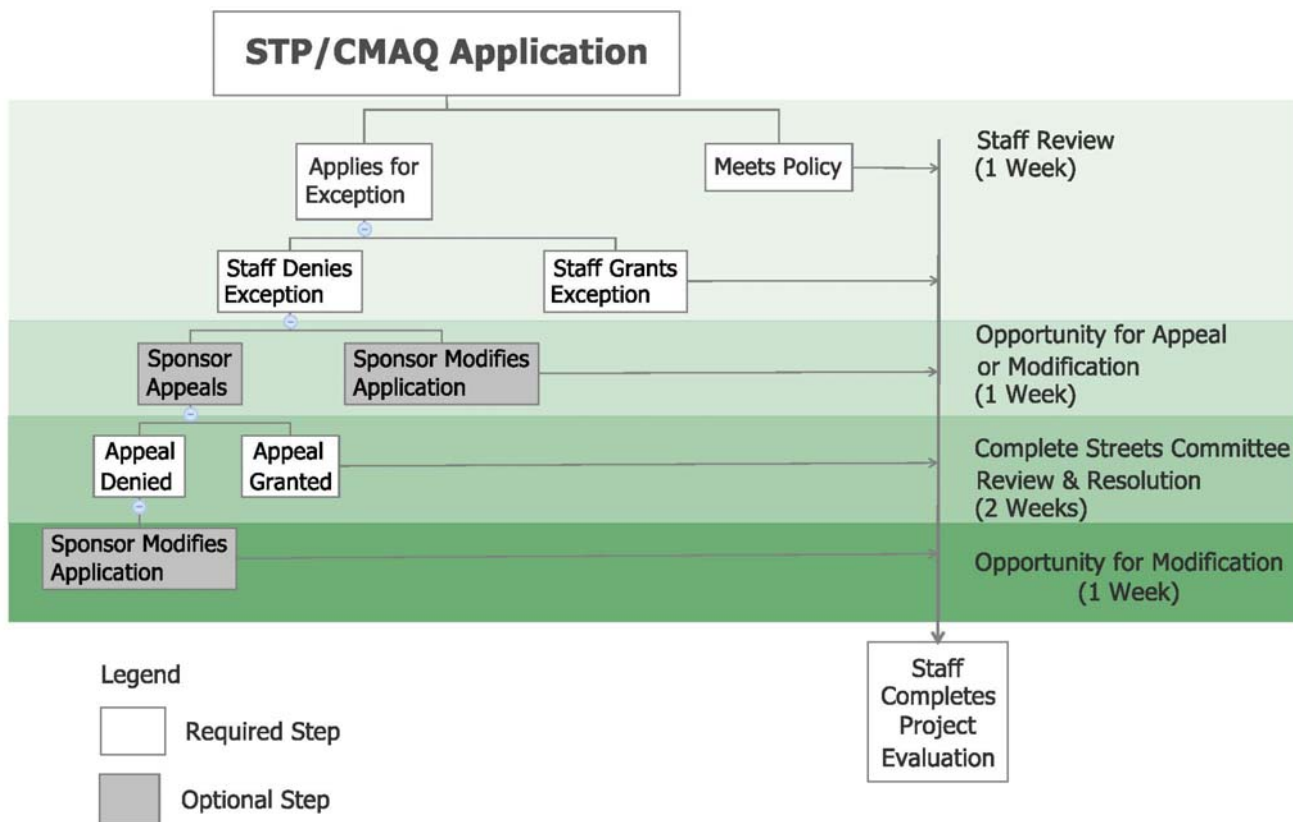 STP/CMAQ Application
Applies for
Exception
Meets Policy
Staff Review
(1 Week)
Staff Denies
Exception
Staff Grants
Exception
Sponsor
Appeals
Sponsor Modifies
Application
Opportunity for Appeal
or Modification
(1 Week)
Appeal
Denied
Appeal
Granted
Complete Streets Committee
Review & Resolution
(2 Weeks)
Sponsor Modifies
Application
Opportunity for Modification
(1 Week)
Staff
Completes
Project
Evaluation
Legend
Required Step
Optional Step